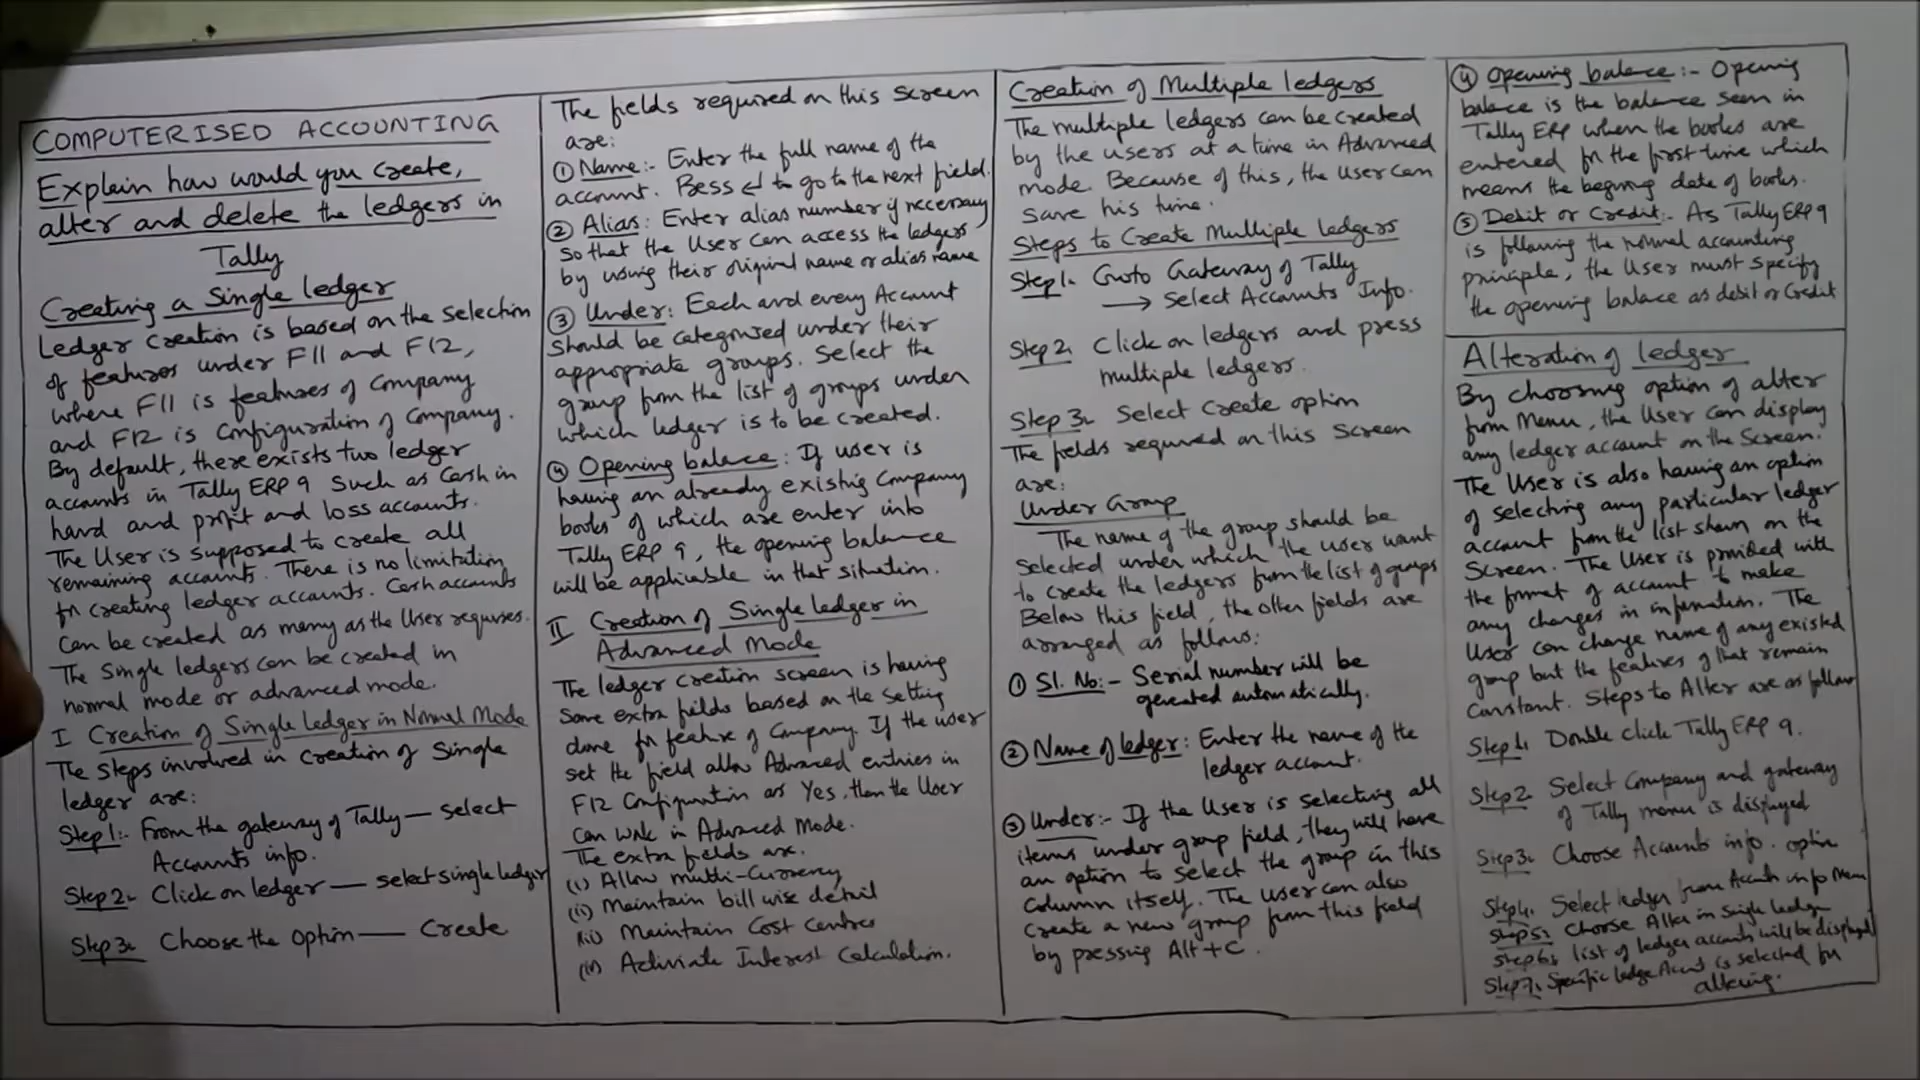 COMPUTERISED ACCOUNTING
Explain how would you create,
alter and delete the ledgers in
Tally
Creating a Single ledger
Ledger creation is based on the selection
of features under F11 and F12,
where F11 is features of Company
and F12 is configuration of Company.
By default, there exists two ledger
accounts in Tally ERP 9 such as Cash in
hand and profit and loss accounts.
The User is supposed to create all
remaining accounts. There is no limitation
for creating ledger accounts. Cash accounts
can be created as many as the User requires.
The Single ledgers can be created in
normal mode or advanced mode.
I Creation of Single ledger in Normal Mode
The steps involved in creation of Single
ledger are:
Step 1:- From the gateway of Tally — select
Accounts info.
Step 2:- Click on ledger — select single ledger
Step 3:- Choose the option — Create
The fields required on this screen
are:
① Name:- Enter the full name of the
account. Press ↵ to go to the next field.
② Alias: Enter alias number if necessary
so that the User can access the ledgers
by using their original name or alias name
③ Under: Each and every Account
should be categorised under their
appropriate groups. Select the
group from the list of groups under
which ledger is to be created.
④ Opening balance: If user is
having an already existing Company
books of which are enter into
Tally ERP 9, the opening balance
will be applicable in that situation.
II Creation of Single ledger in
Advanced Mode
The ledger creation screen is having
Some extra fields based on the setting
done for feature of Company. If the user
set the field allow Advanced entries in
F12 Configuration as Yes, then the User
can work in Advanced Mode.
The extra fields are.
(i) Allow multi-Currency
(ii) Maintain bill wise detail
(iii) Maintain Cost Centres
(iv) Activate Interest Calculation.
Creation of Multiple ledgers
The multiple ledgers can be created
by the users at a time in Advanced
mode. Because of this, the user can
save his time.
Steps to Create Multiple ledgers
Step 1:- Goto Gateway of Tally
→ Select Accounts Info.
Step 2: Click on ledgers and press
multiple ledgers.
Step 3:- Select Create option
The fields required on this Screen
are:
Under Group
The name of the group should be
selected under which the user want
to create the ledgers from the list of groups
Below this field, the other fields are
arranged as follows:
① Sl. No:- Serial number will be
generated automatically.
② Name of ledger: Enter the name of the
ledger account.
③ Under:- If the User is selecting all
items under group field, they will have
an option to select the group in this
column itself. The user can also
create a new group from this field
by pressing Alt+C.
④ Opening balance:- Opening
balance is the balance seen in
Tally ERP when the books are
entered for the first time which
means the begining date of books.
⑤ Debit or Credit:- As Tally ERP 9
is following the normal accounting
principle, the User must specify
the opening balance as debit or Credit
Alteration of ledger
By choosing option of alter
from Menu, the User can display
any ledger account on the Screen.
The User is also having an option
of selecting any particular ledger
account from the list shown on the
Screen. The User is provided with
the format of account to make
any changes in information. The
User can change name of any existed
group but the features of that remain
Constant. Steps to Alter are as follow
Step 1: Double click Tally ERP 9.
Step 2 Select Company and gateway
of Tally menu is displayed
Step 3: Choose Accounts info. option
Step 4: Select ledger from Accounts info Menu
Step 5: Choose Alter in Single ledger
Step 6: list of ledger accounts will be displayed
Step 7: Specific ledge Account is selected for
altering.